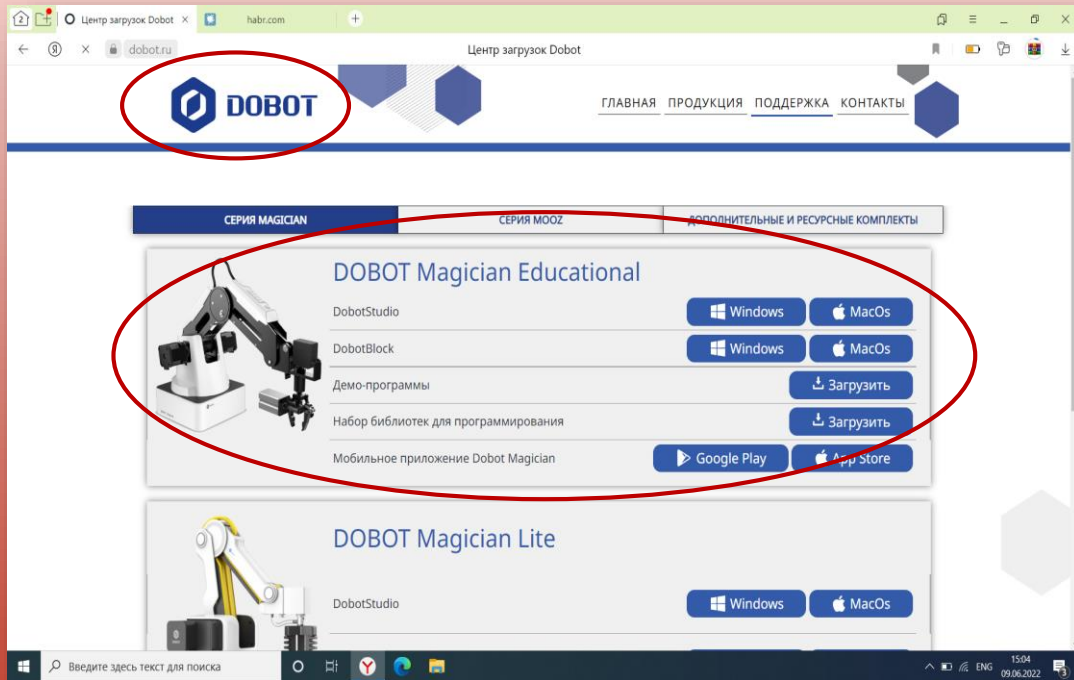 2
Центр загрузок Dobot
habr.com
dobot.ru
Центр загрузок Dobot
DOBOT
ГЛАВНАЯ ПРОДУКЦИЯ ПОДДЕРЖКА КОНТАКТЫ
СЕРИЯ MAGICIAN
СЕРИЯ MOOZ
ДОПОЛНИТЕЛЬНЫЕ И РЕСУРСНЫЕ КОМПЛЕКТЫ
DOBOT Magician Educational
DobotStudio Windows MacOs
DobotBlock Windows MacOs
Демо-программы Загрузить
Набор библиотек для программирования Загрузить
Мобильное приложение Dobot Magician Google Play App Store
DOBOT Magician Lite
DobotStudio Windows MacOs
Введите здесь текст для поиска
ENG
15:04
09.06.2022
3